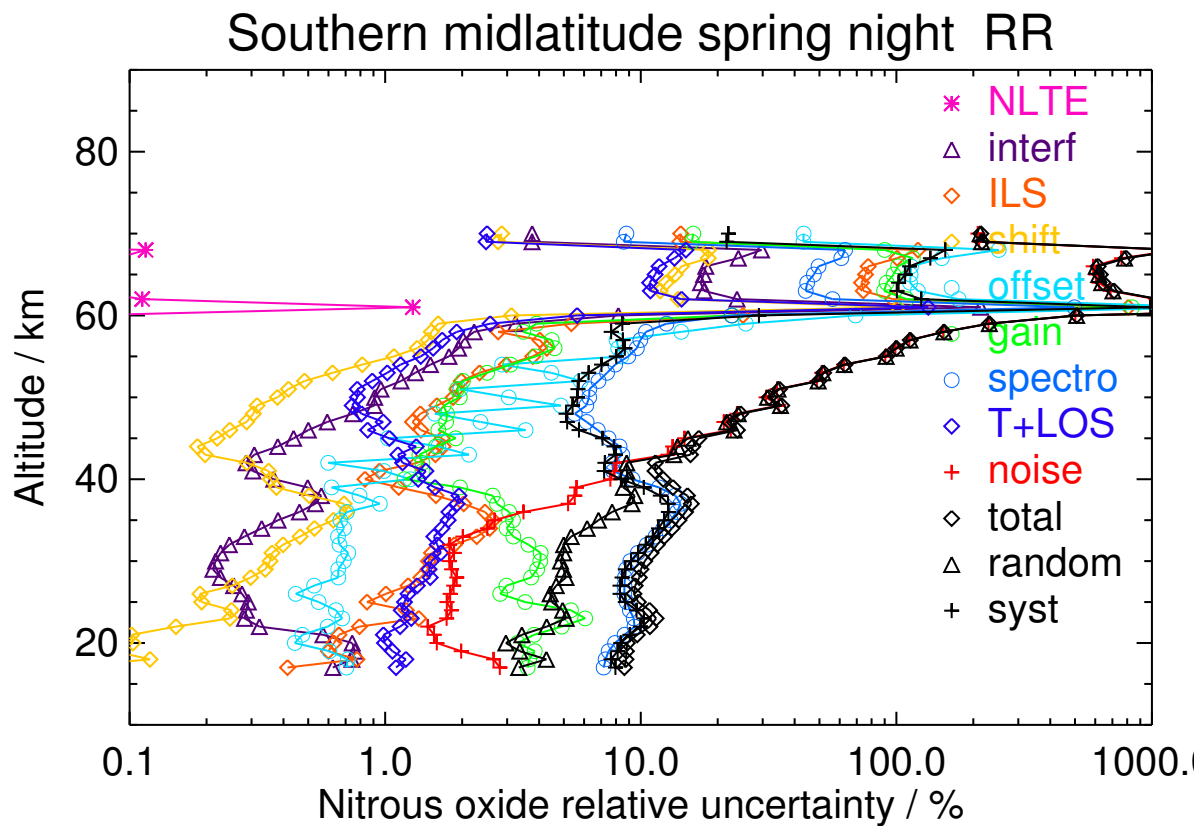 Southern midlatitude spring night RR
NLTE
interf
ILS
shift
offset
gain
spectro
T+LOS
noise
total
random
syst
80
60
40
20
Altitude / km
0.1 1.0 10.0 100.0 1000.0
Nitrous oxide relative uncertainty / %